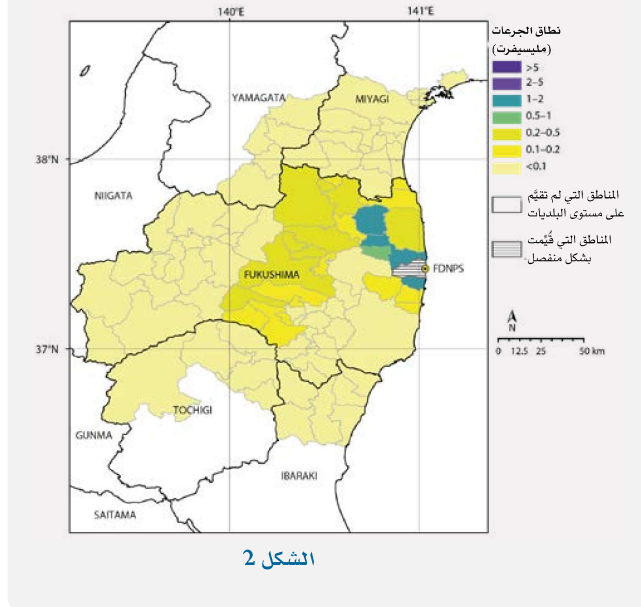 140°E
141°E
نطاق الجرعات
(مليسيفرت)
>5
2–5
1–2
0.5–1
0.2–0.5
0.1–0.2
<0.1
المناطق التي لم تقيَّم
على مستوى البلديات
المناطق التي قُيِّمت
بشكل منفصل.
YAMAGATA
MIYAGI
38°N
NIIGATA
FUKUSHIMA
FDNPS
N
0 12.5 25 50 km
37°N
TOCHIGI
GUNMA
IBARAKI
SAITAMA
الشكل 2